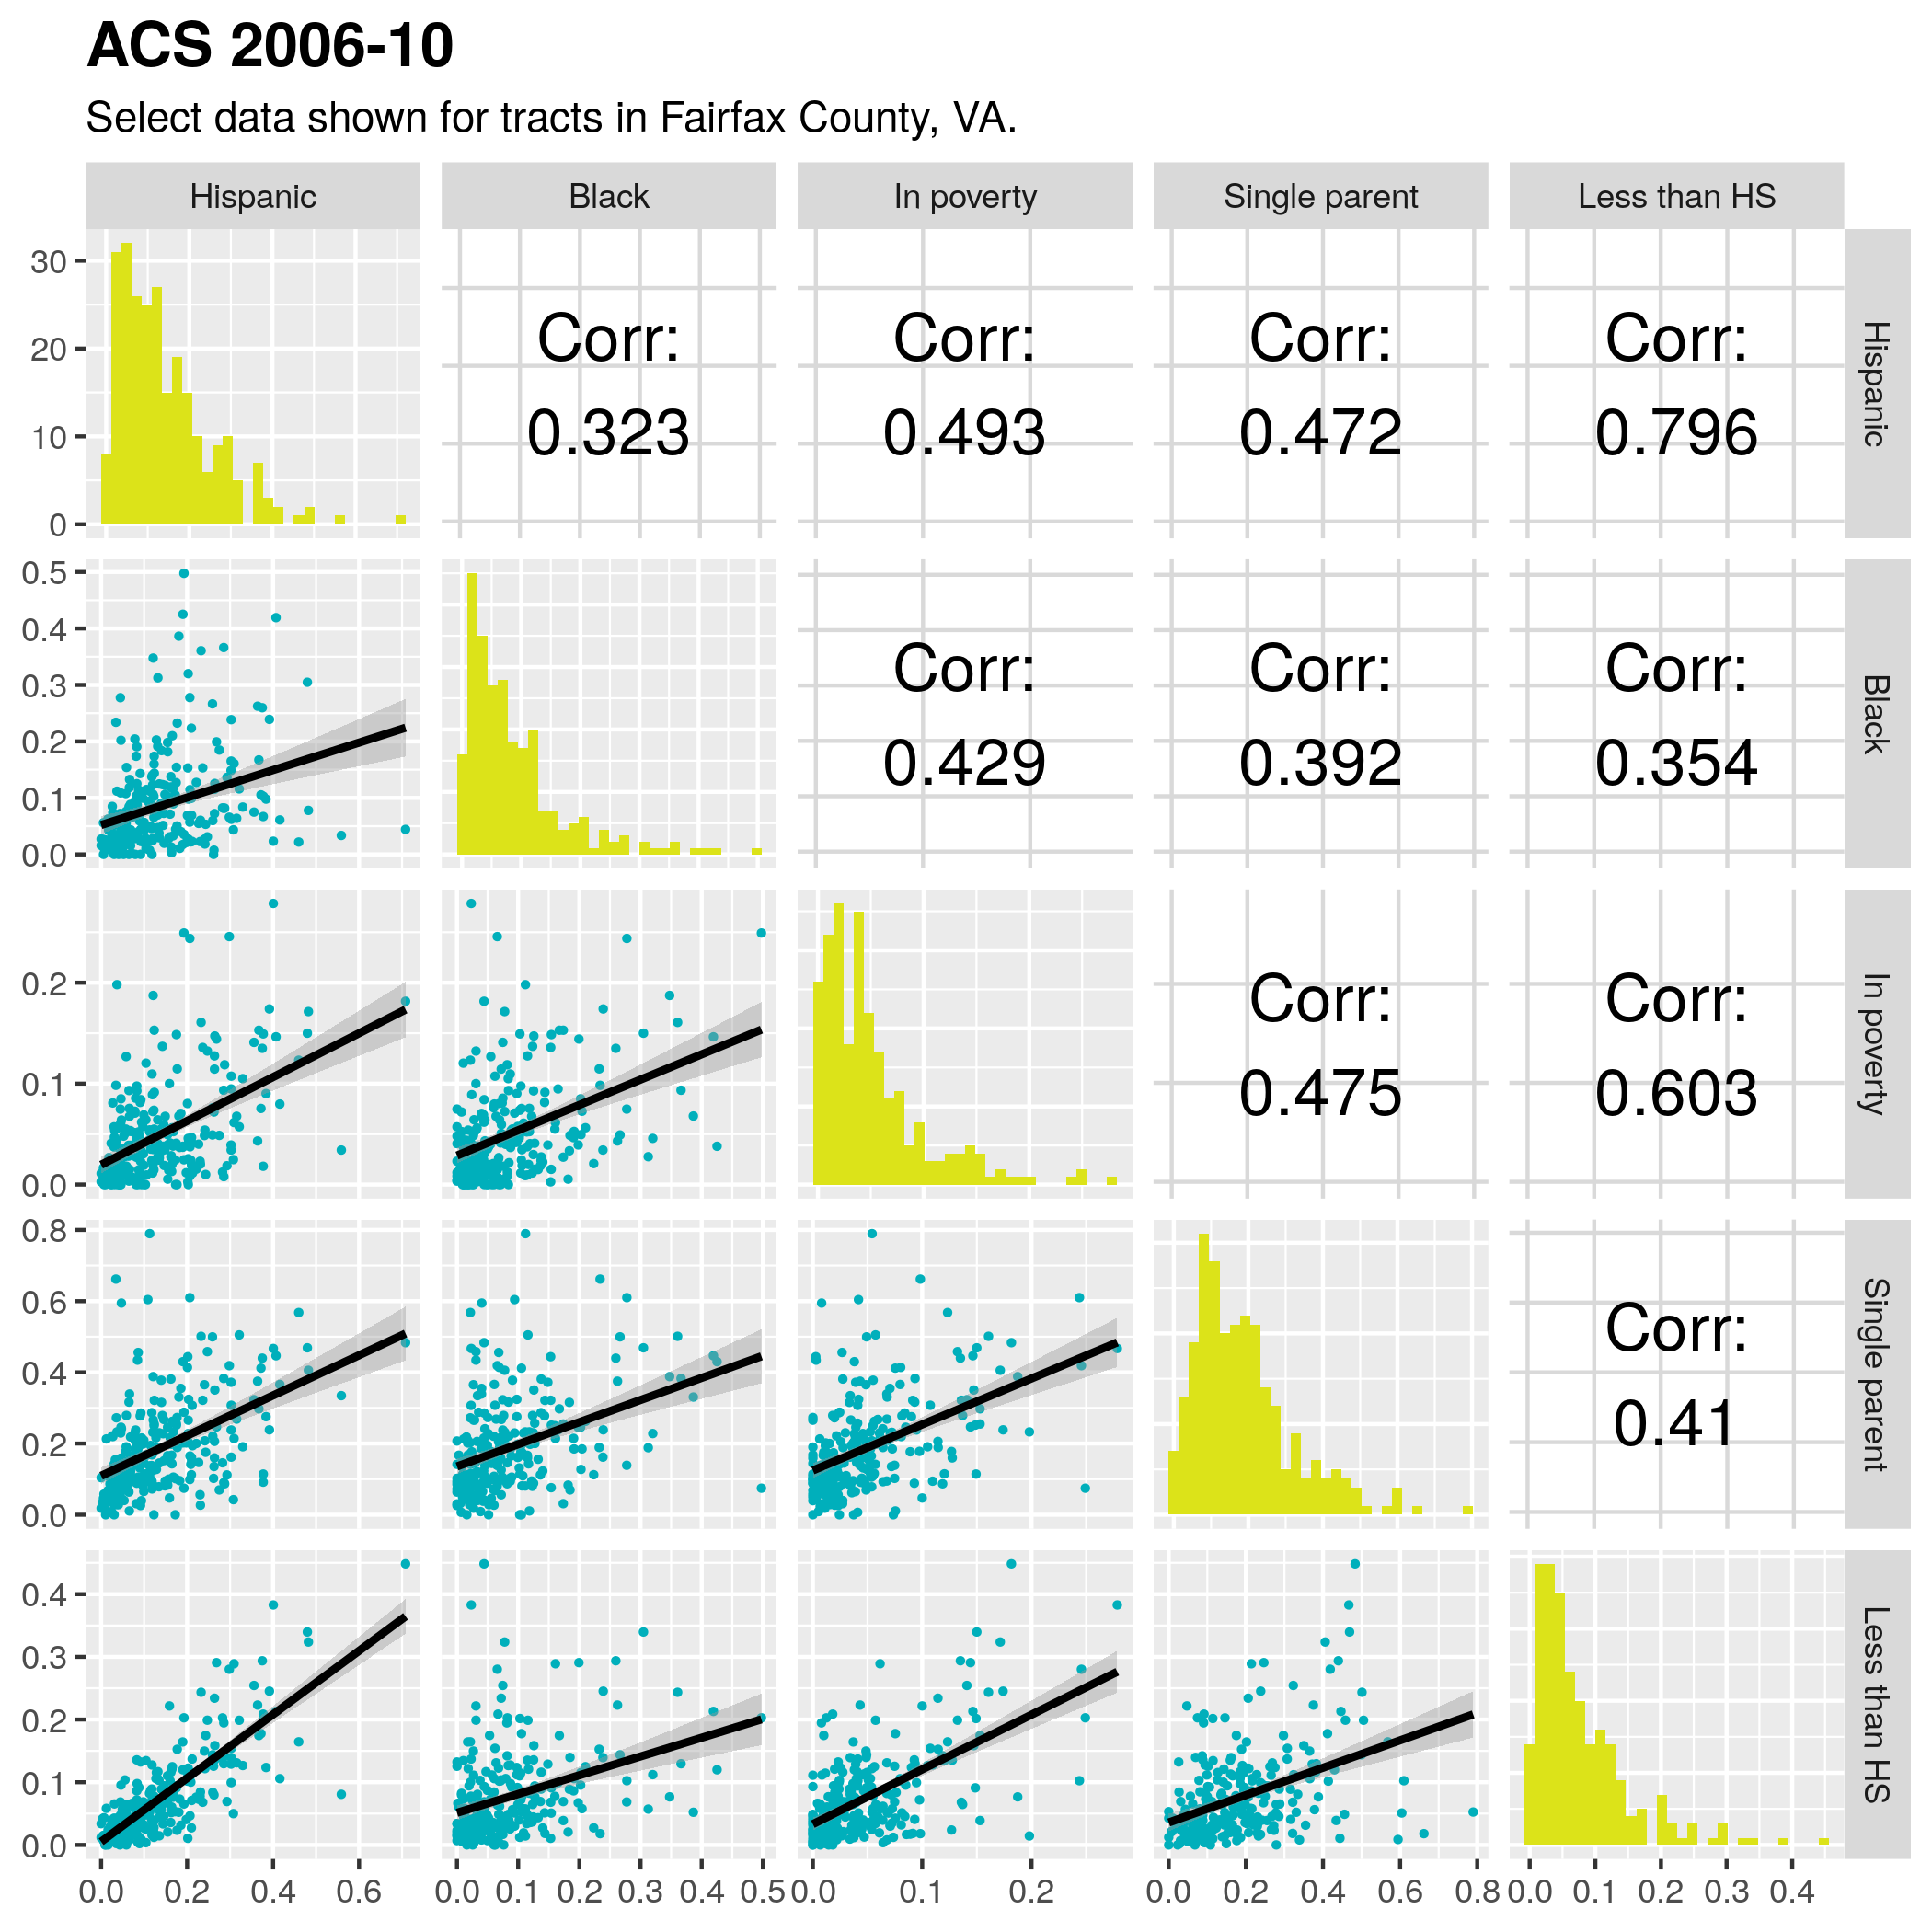 ACS 2006-10
Select data shown for tracts in Fairfax County, VA.
Hispanic Black In poverty Single parent Less than HS
30
20
10
0
Corr:
0.323
Corr:
0.493
Corr:
0.472
Corr:
0.796
Hispanic
0.5
0.4
0.3
0.2
0.1
0.0
Corr:
0.429
Corr:
0.392
Corr:
0.354
Black
0.2
0.1
0.0
Corr:
0.475
Corr:
0.603
In poverty
0.8
0.6
0.4
0.2
0.0
Corr:
0.41
Single parent
0.4
0.3
0.2
0.1
0.0
Less than HS
0.0 0.2 0.4 0.6 0.0 0.1 0.2 0.3 0.4 0.5 0.0 0.1 0.2 0.0 0.2 0.4 0.6 0.8 0.0 0.1 0.2 0.3 0.4